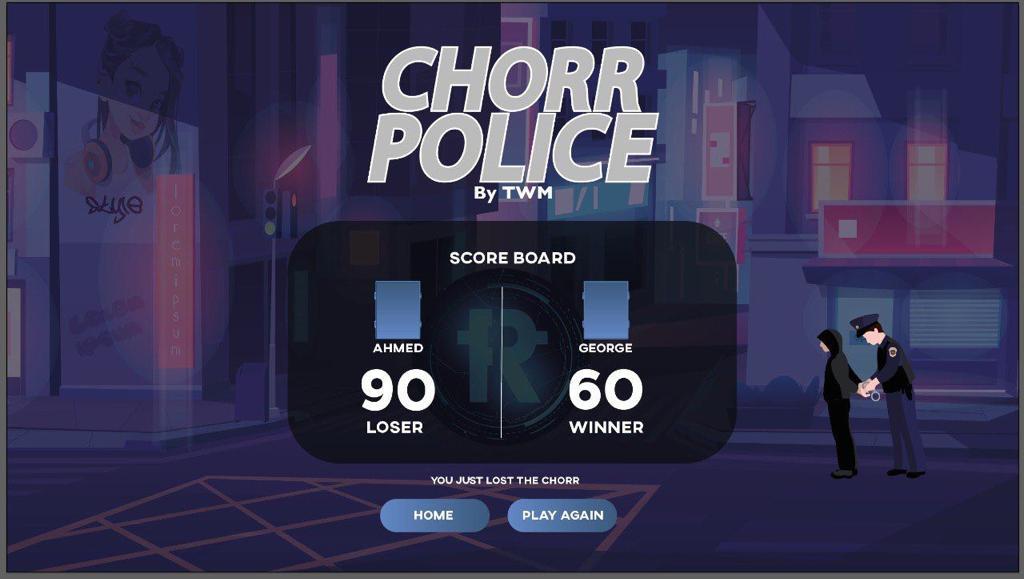 CHORR
POLICE
By TWM
style
loremipsum
SCORE BOARD
AHMED
GEORGE
90
60
LOSER
WINNER
YOU JUST LOST THE CHORR
HOME
PLAY AGAIN